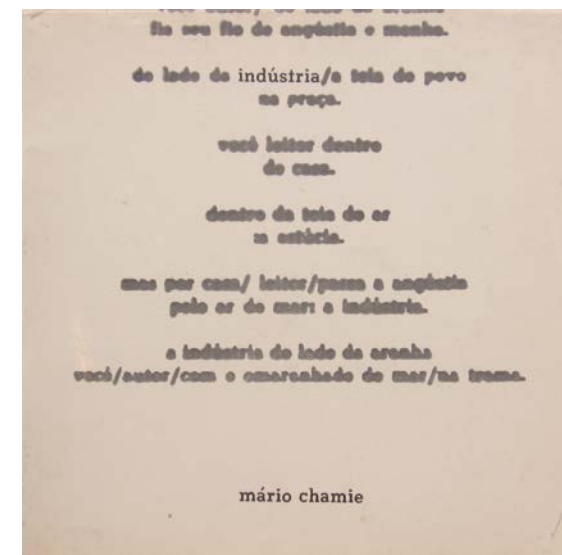 fia seu fio de angústia e manha.
do lado da indústria/a teia do povo
na praça.
você leitor dentro
de casa.
dentro da teia do ar
a astúcia.
mas por casa/ leitor/passa a angústia
pelo ar do mar: a indústria.
a indústria do lado da aranha
você/autor/com o emaranhado do mar/na trama.
mário chamie